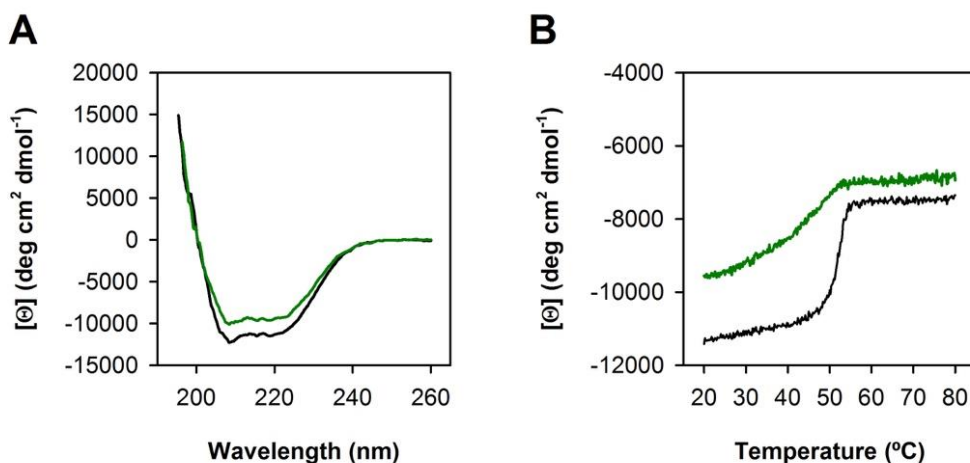 A
B
20000
15000
10000
5000
0
-5000
-10000
-15000
[Θ] (deg cm² dmol⁻¹)
200 220 240 260
Wavelength (nm)
-4000
-6000
-8000
-10000
-12000
[Θ] (deg cm² dmol⁻¹)
20 30 40 50 60 70 80
Temperature (ºC)